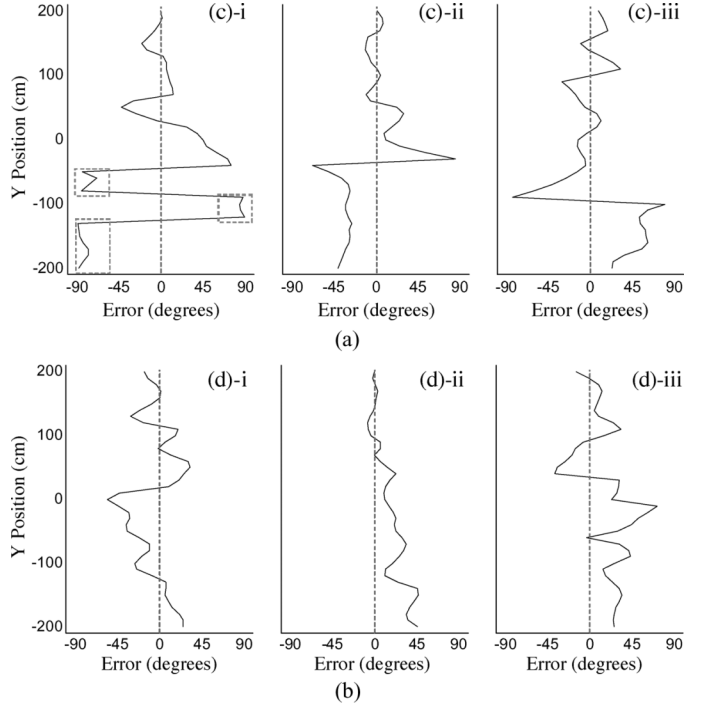 (c)-i
(c)-ii
(c)-iii
Y Position (cm)
200
100
0
-100
-200
-90 -45 0 45 90
-90 -45 0 45 90
-90 -45 0 45 90
Error (degrees)
Error (degrees)
Error (degrees)
(a)
(d)-i
(d)-ii
(d)-iii
Y Position (cm)
200
100
0
-100
-200
-90 -45 0 45 90
-90 -45 0 45 90
-90 -45 0 45 90
Error (degrees)
Error (degrees)
Error (degrees)
(b)